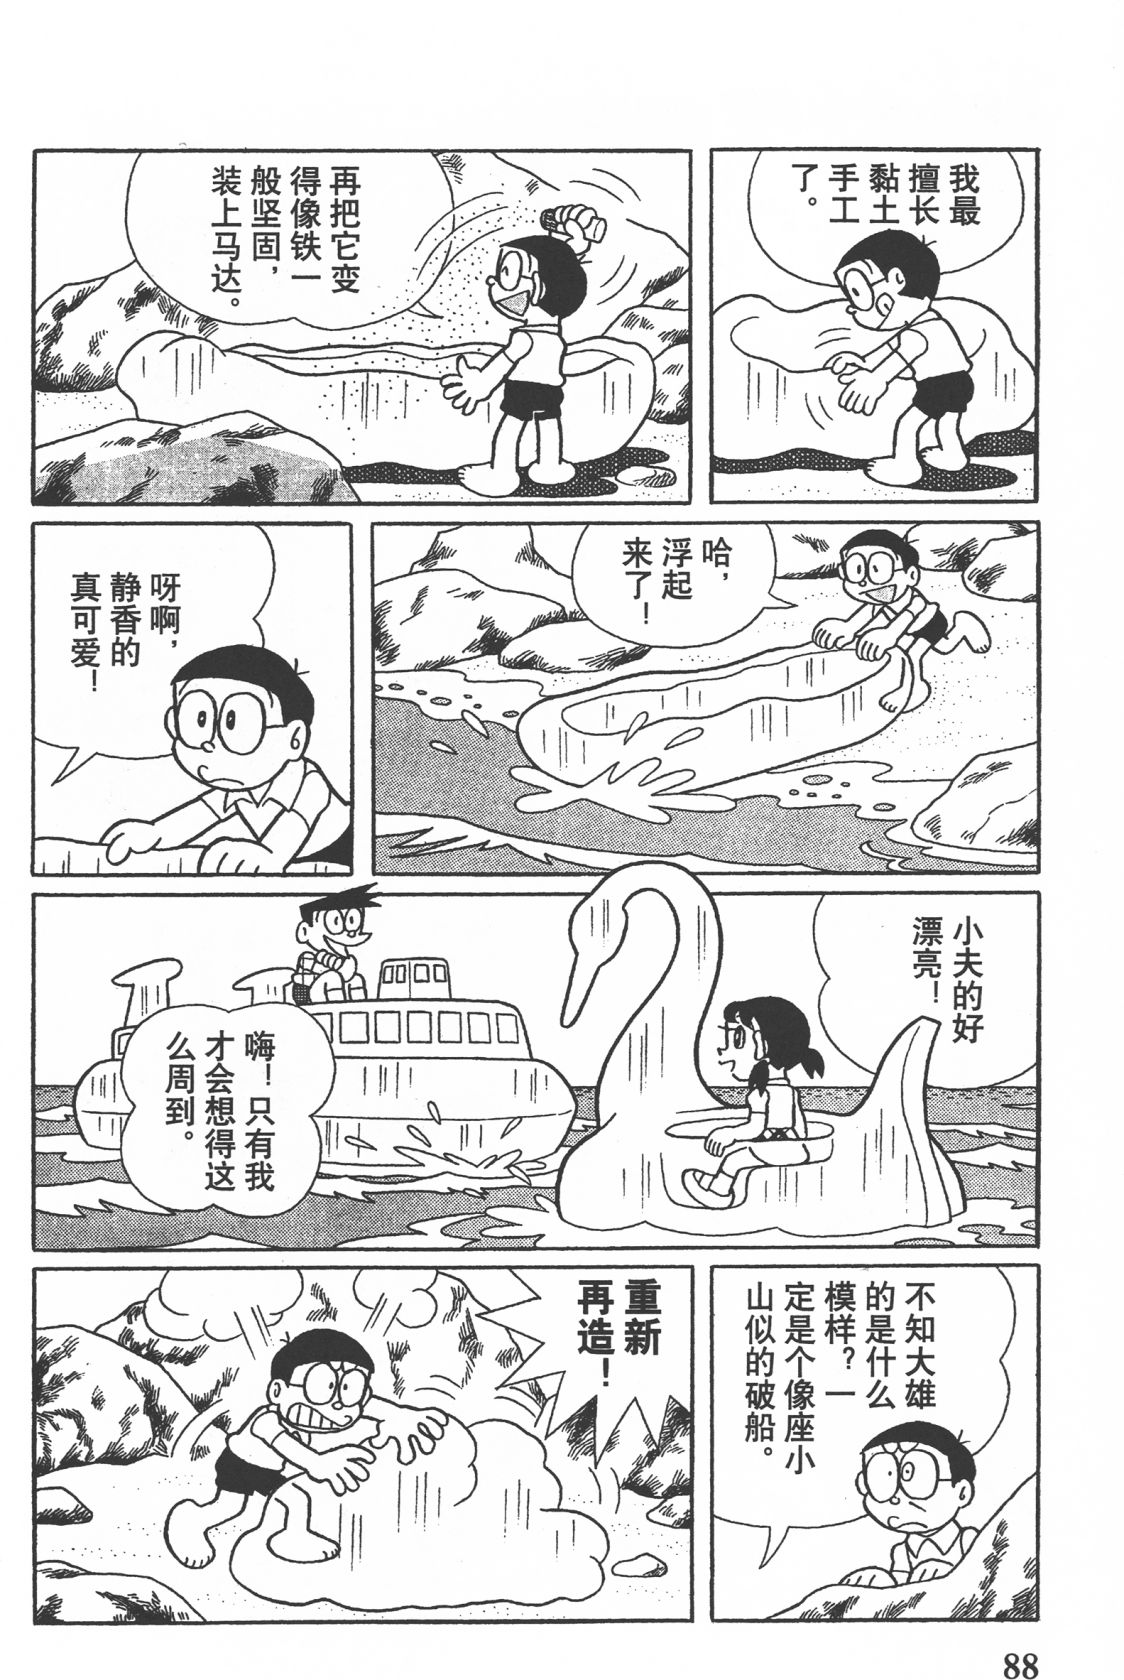 我最
擅长
黏土
手工
了。
再把它变
得像铁一
般坚固，
装上马达。
哈，
浮起
来了！
呀啊，
静香的
真可爱！
小夫的好
漂亮！
嗨！只有我
才会想得这
么周到。
不知大雄
的是什么
模样？一
定是个像座小
山似的破船。
重新
再造！
88